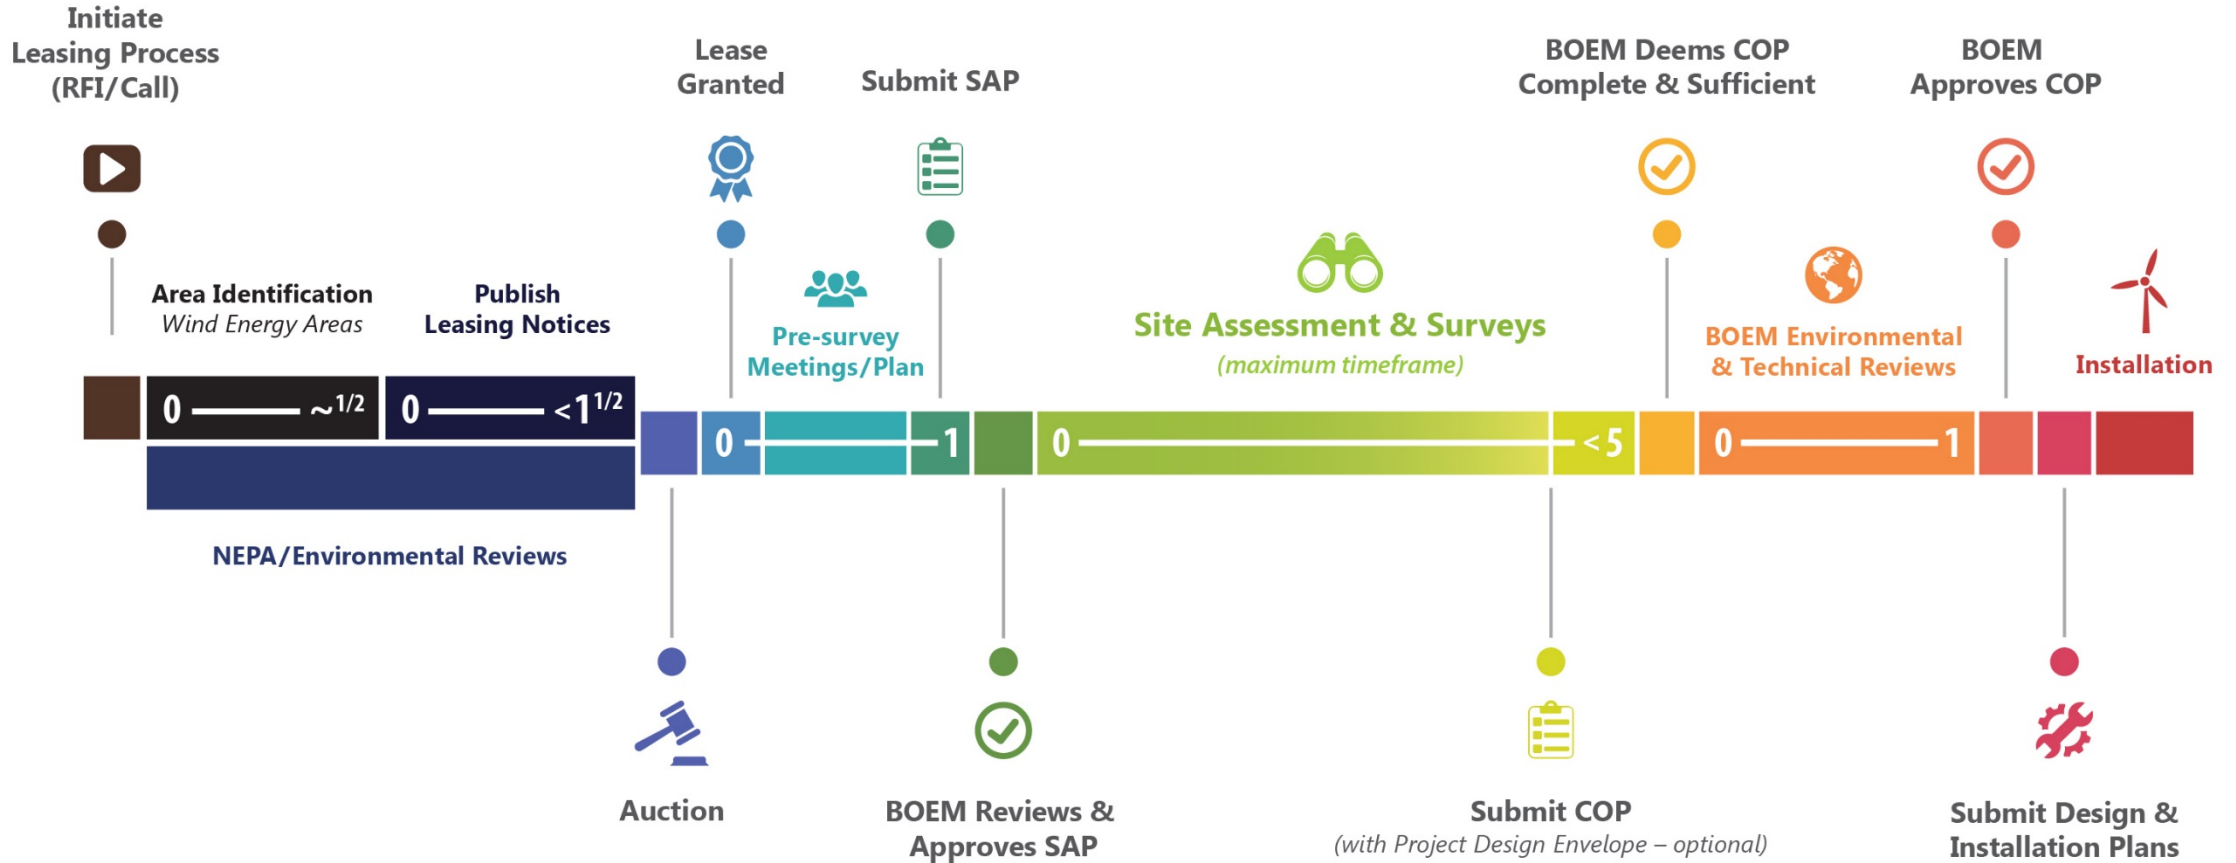 Initiate
Leasing Process
(RFI/Call)
Lease
Granted
Submit SAP
BOEM Deems COP
Complete & Sufficient
BOEM
Approves COP
Area Identification
Wind Energy Areas
Publish
Leasing Notices
Pre-survey
Meetings/Plan
Site Assessment & Surveys
(maximum timeframe)
BOEM Environmental
& Technical Reviews
Installation
0 ~1/2
0 <1 1/2
0 1
0 <5
0 1
NEPA/Environmental Reviews
Auction
BOEM Reviews &
Approves SAP
Submit COP
(with Project Design Envelope – optional)
Submit Design &
Installation Plans